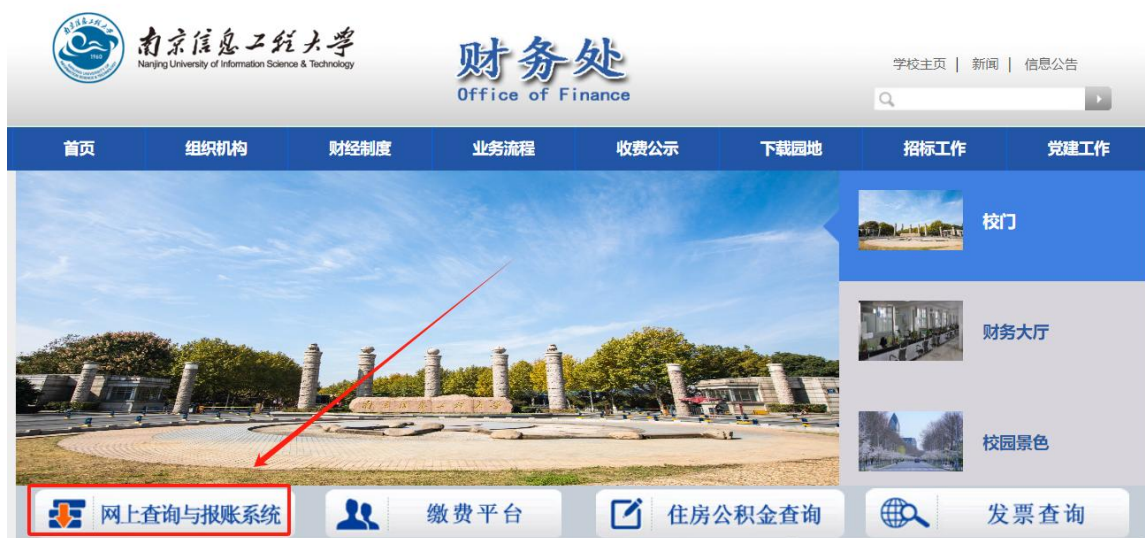 南京信息工程大学
Nanjing University of Information Science & Technology
财务处
Office of Finance
学校主页 | 新闻 | 信息公告
首页 组织机构 财经制度 业务流程 收费公示 下载园地 招标工作 党建工作
校门
财务大厅
校园景色
网上查询与报账系统 缴费平台 住房公积金查询 发票查询